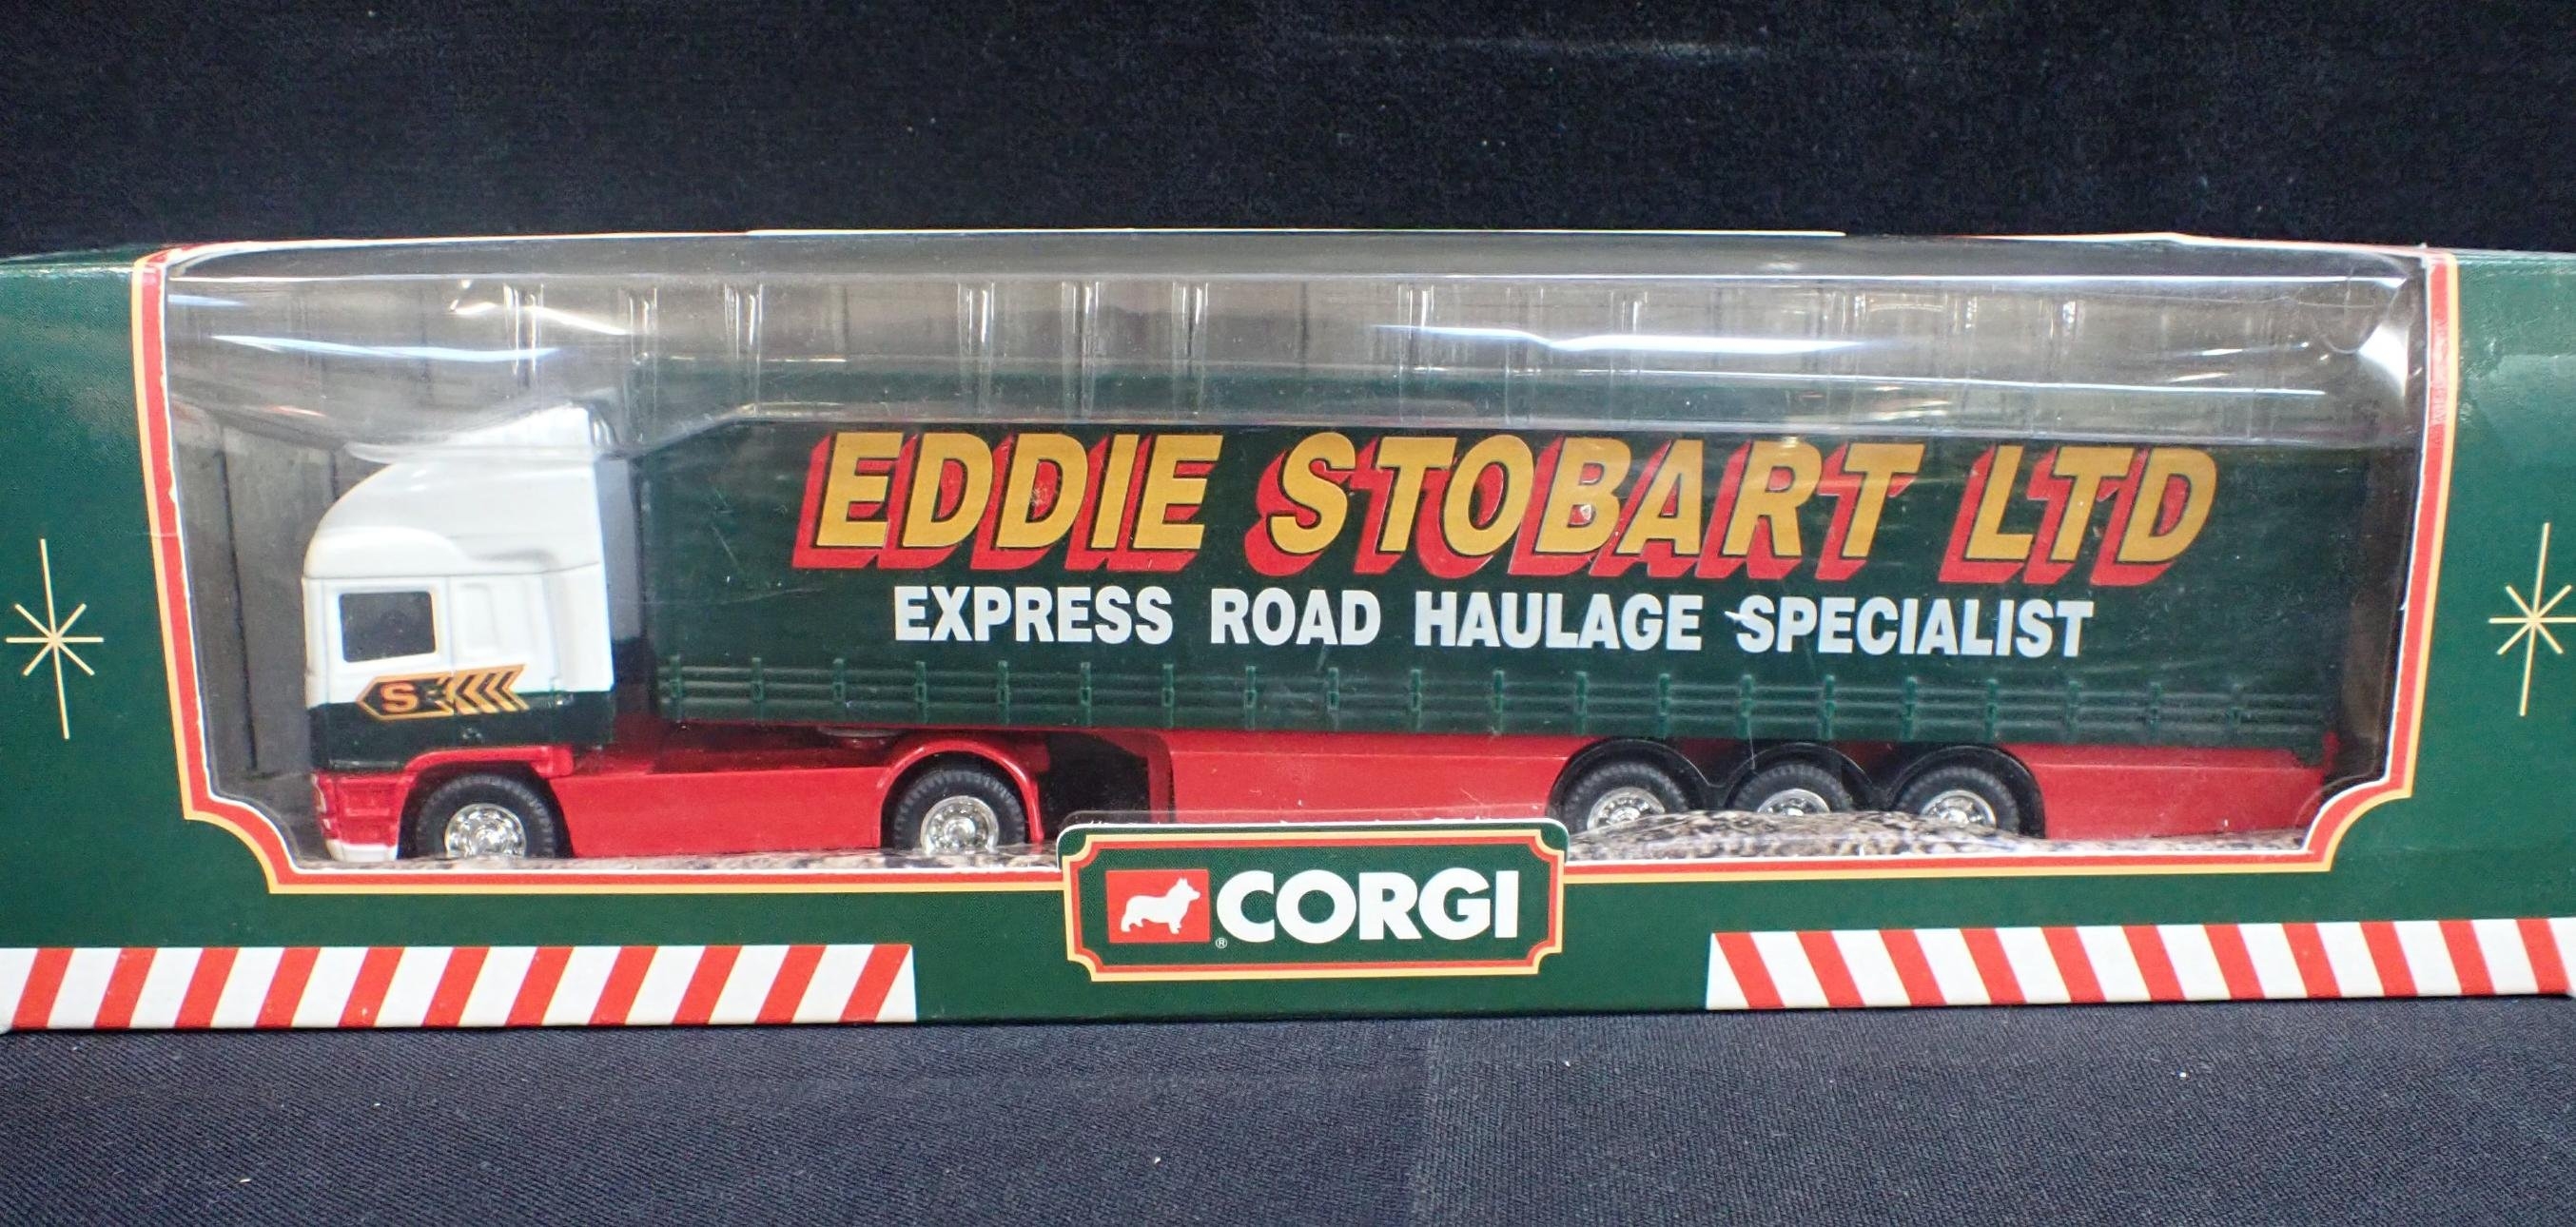 EDDIE STOBART LTD
EXPRESS ROAD HAULAGE SPECIALIST
S
® CORGI